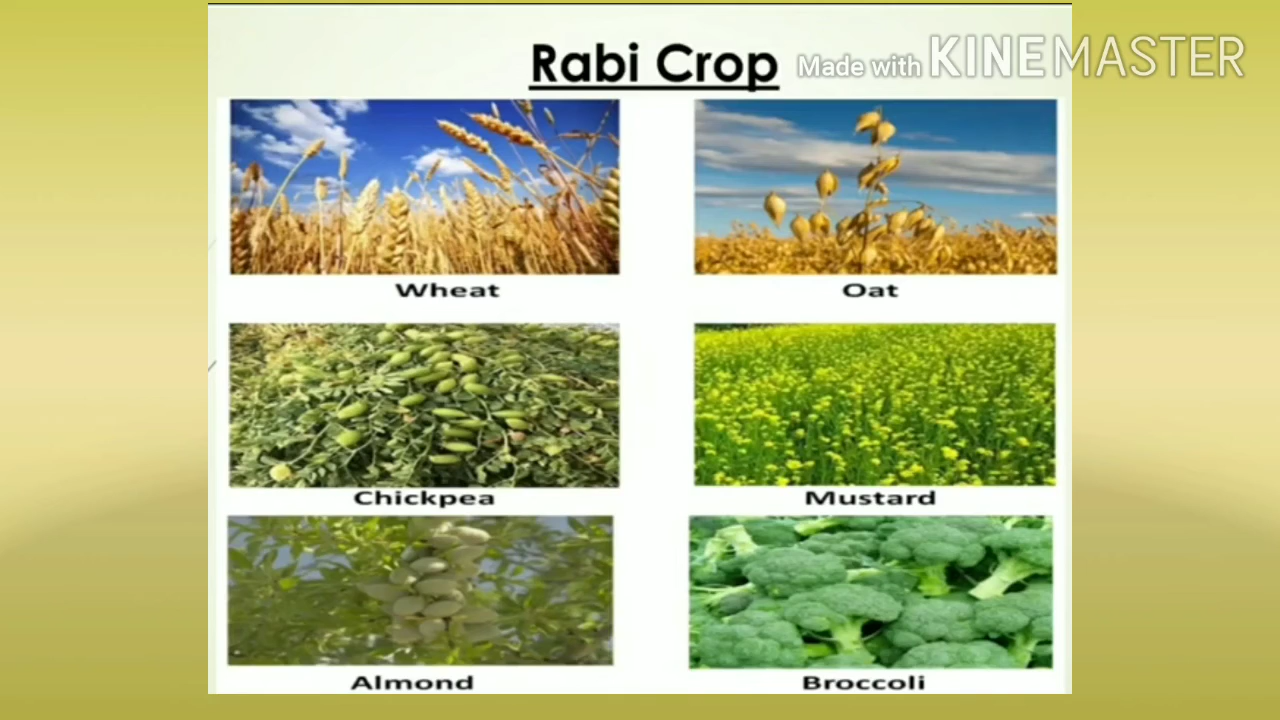 Rabi Crop
Made with KINEMASTER
Wheat
Oat
Chickpea
Mustard
Almond
Broccoli